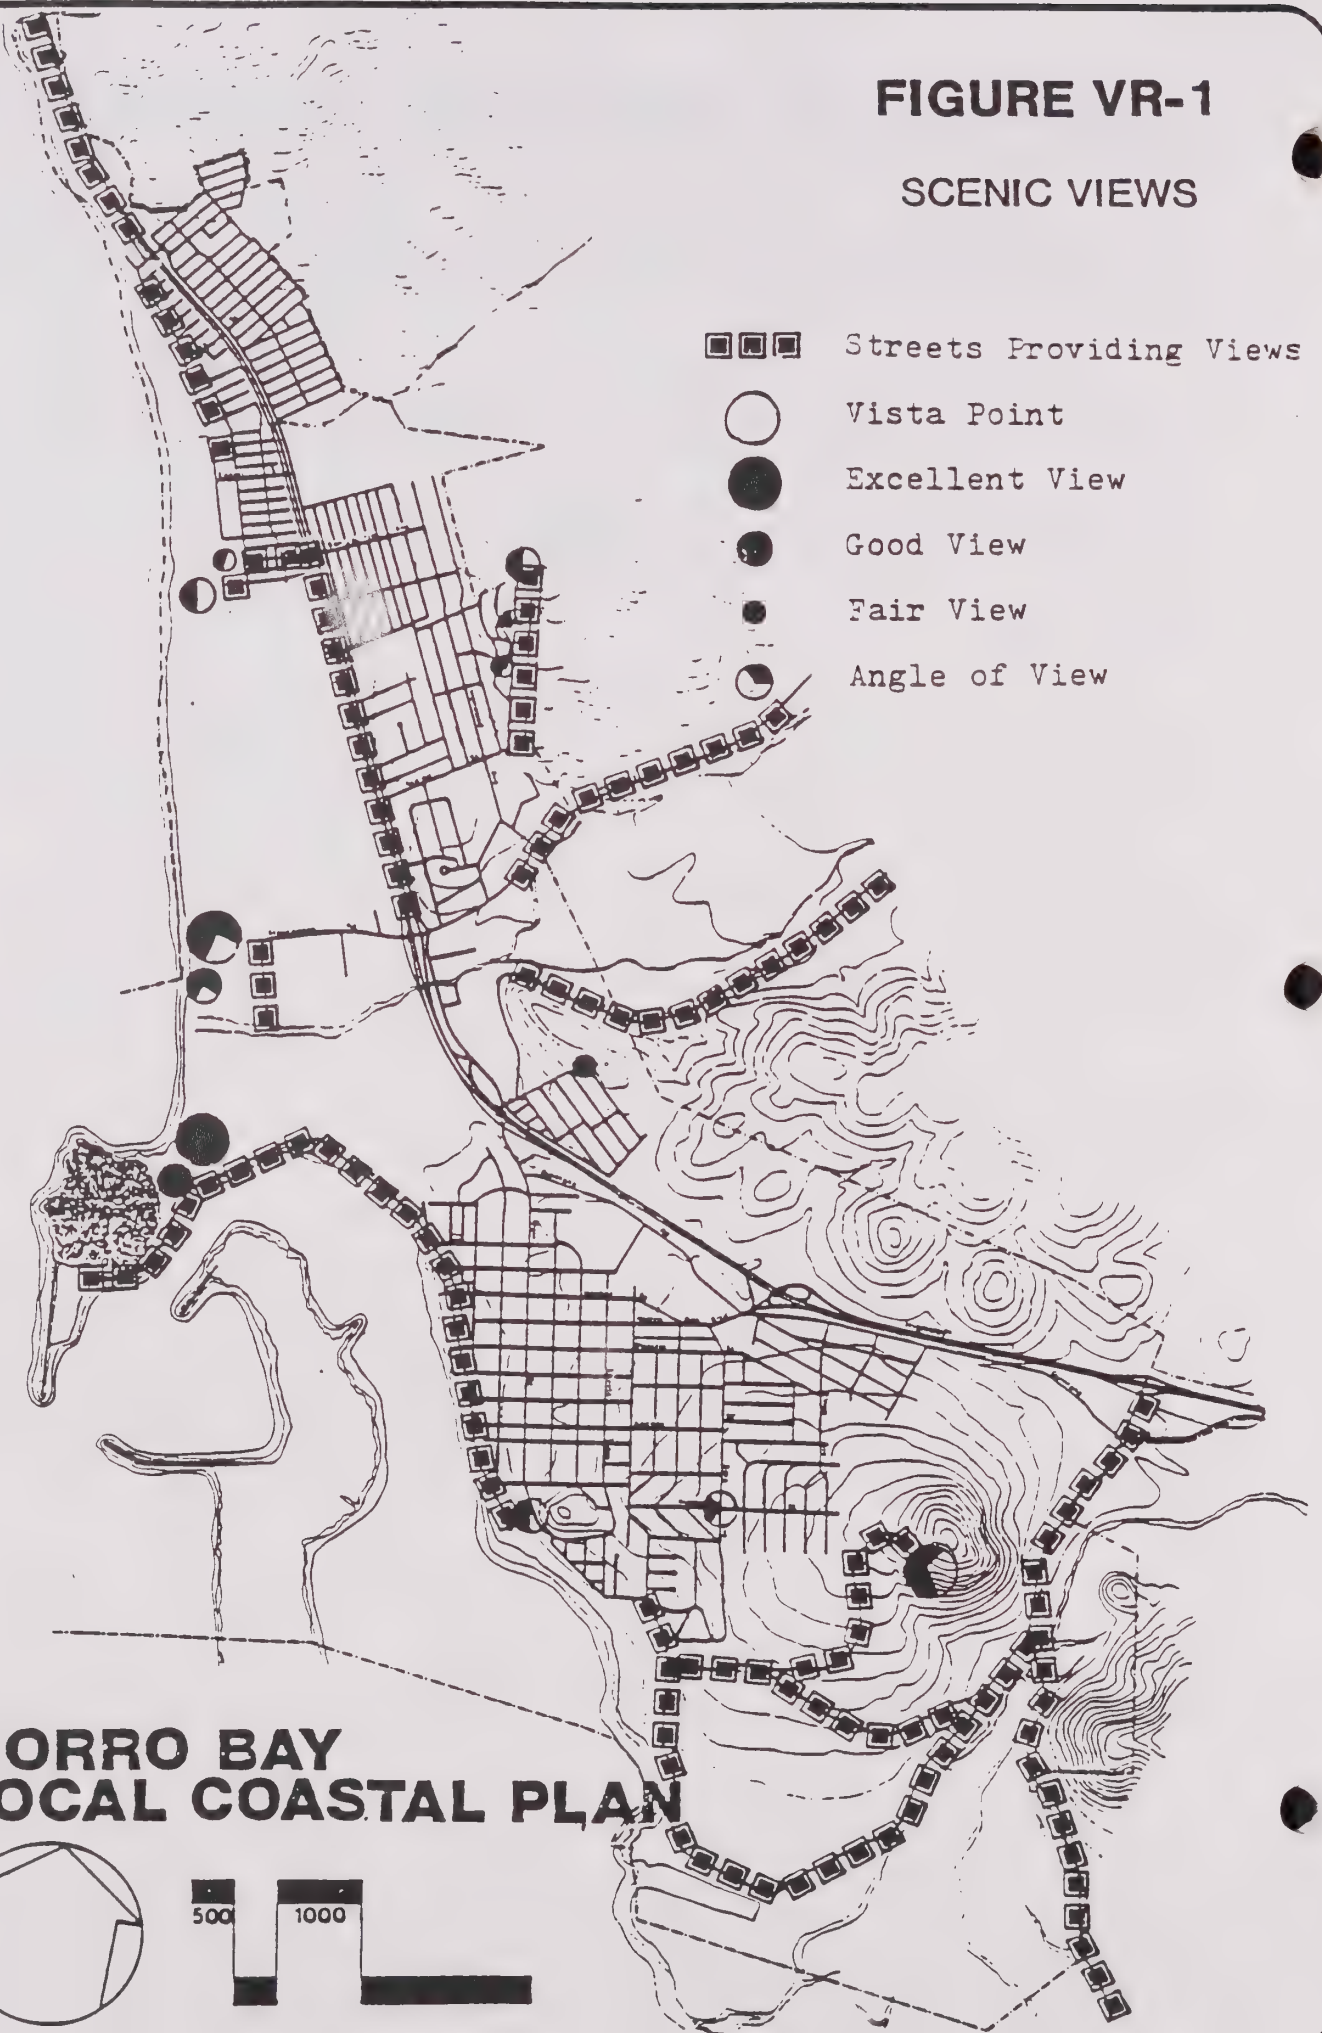 FIGURE VR-1
SCENIC VIEWS
Streets Providing Views
Vista Point
Excellent View
Good View
Fair View
Angle of View
ORRO BAY
OCAL COASTAL PLAN
500
1000